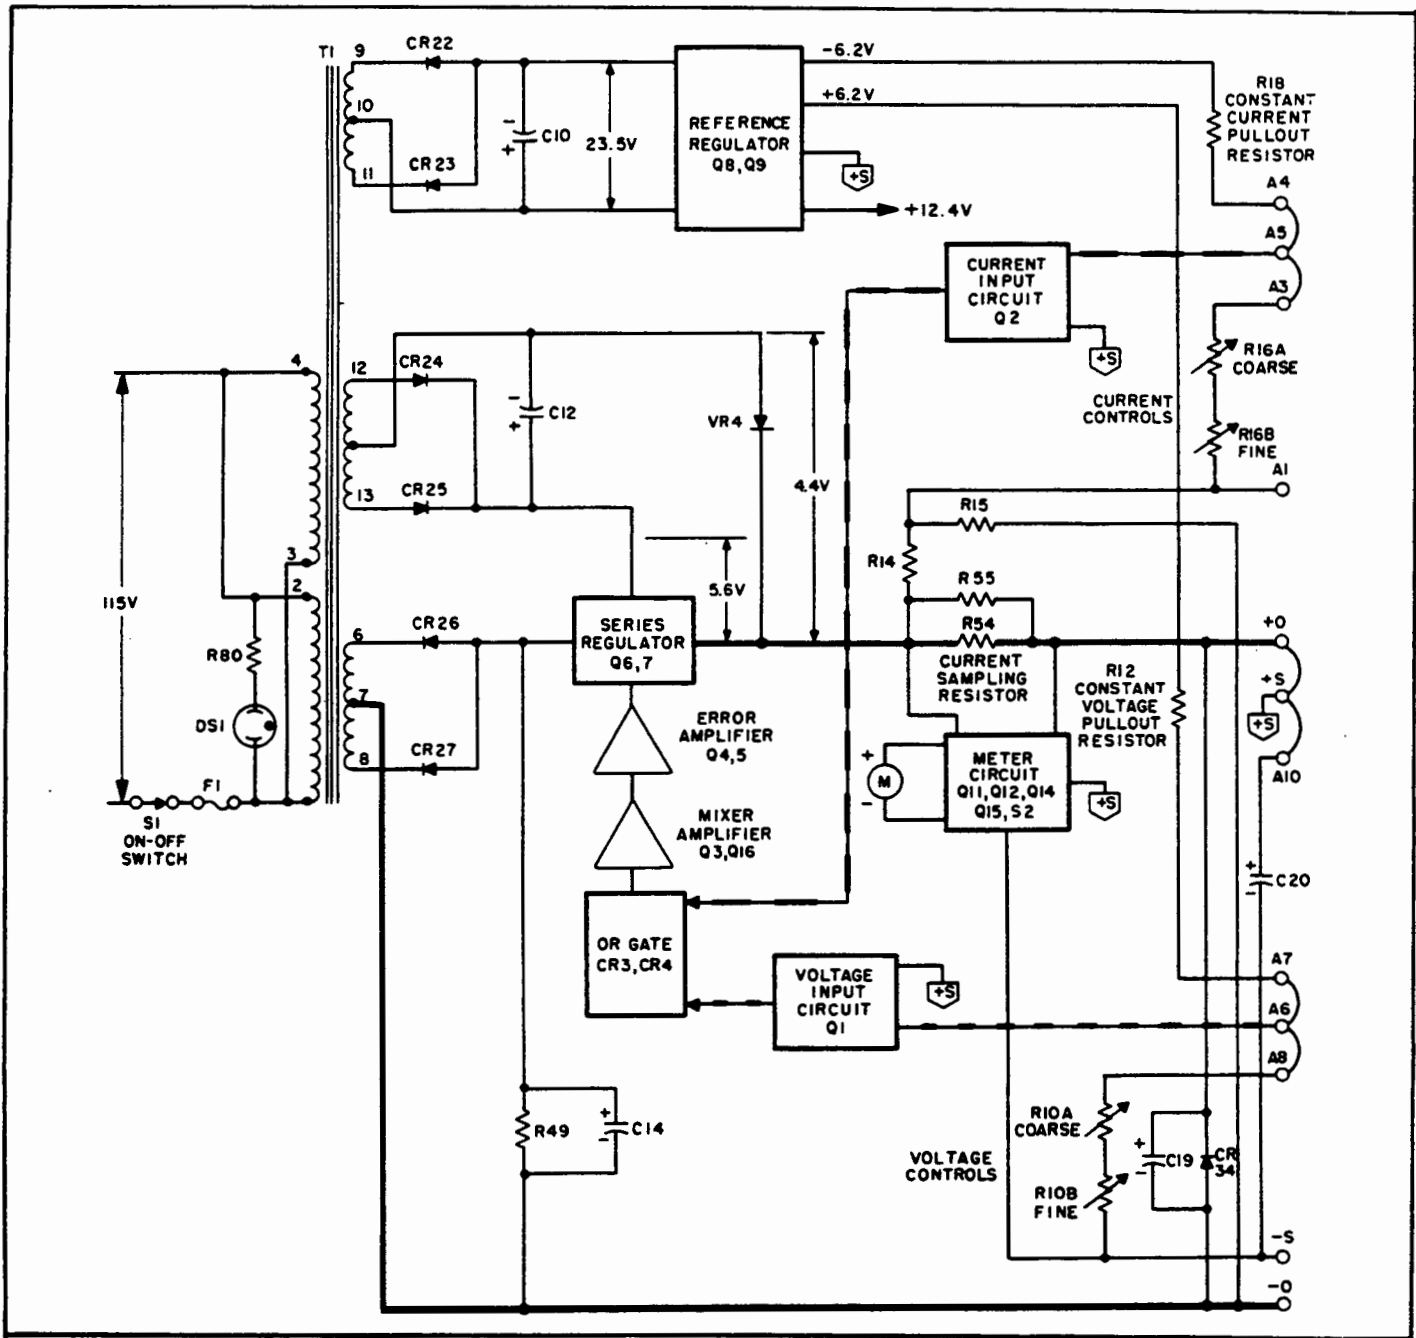 T1
9
CR22
10
11
CR23
-
+
C10
23.5V
REFERENCE
REGULATOR
Q8,Q9
-6.2V
+6.2V
+S
+12.4V
R18
CONSTANT
CURRENT
PULLOUT
RESISTOR
A4
A5
A3
CURRENT
INPUT
CIRCUIT
Q2
+S
R16A
COARSE
CURRENT
CONTROLS
R16B
FINE
A1
4
12
CR24
-
+
C12
VR4
4.4V
13
CR25
5.6V
3
2
115V
R80
DS1
F1
S1
ON-OFF
SWITCH
6
CR26
7
8
CR27
SERIES
REGULATOR
Q6,7
R15
R14
R55
R54
CURRENT
SAMPLING
RESISTOR
+O
+S
+S
A10
R12
CONSTANT
VOLTAGE
PULLOUT
RESISTOR
ERROR
AMPLIFIER
Q4,5
+
M
-
METER
CIRCUIT
Q11,Q12,Q14
Q15,S2
+S
MIXER
AMPLIFIER
Q3,Q16
+
-
C20
OR GATE
CR3,CR4
VOLTAGE
INPUT
CIRCUIT
Q1
+S
A7
A6
A8
R49
+
-
C14
R10A
COARSE
VOLTAGE
CONTROLS
R10B
FINE
+
-
C19
CR
34
-S
-O